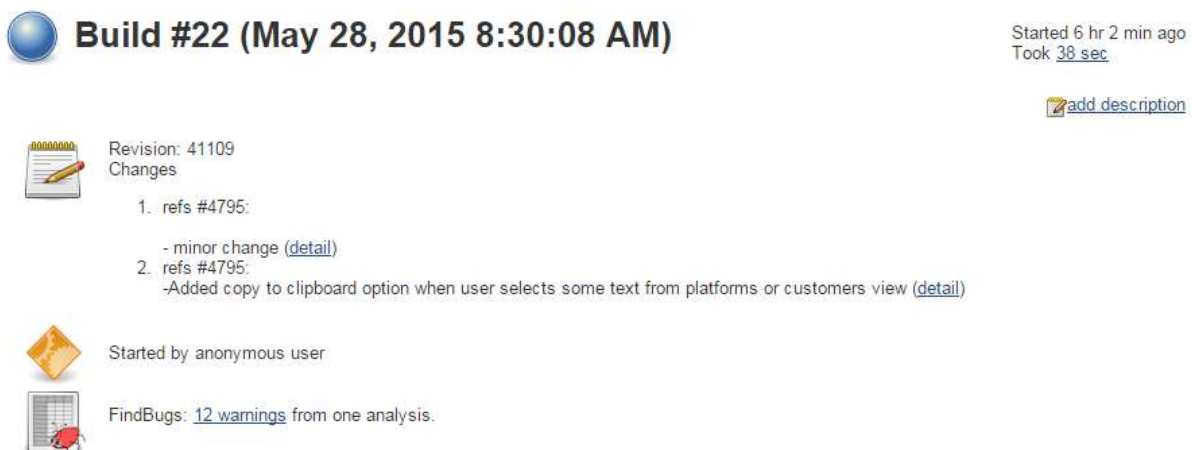 Build #22 (May 28, 2015 8:30:08 AM)
Started 6 hr 2 min ago
Took 38 sec
add description
Revision: 41109
Changes
1. refs #4795:
- minor change (detail)
2. refs #4795:
-Added copy to clipboard option when user selects some text from platforms or customers view (detail)
Started by anonymous user
FindBugs: 12 warnings from one analysis.